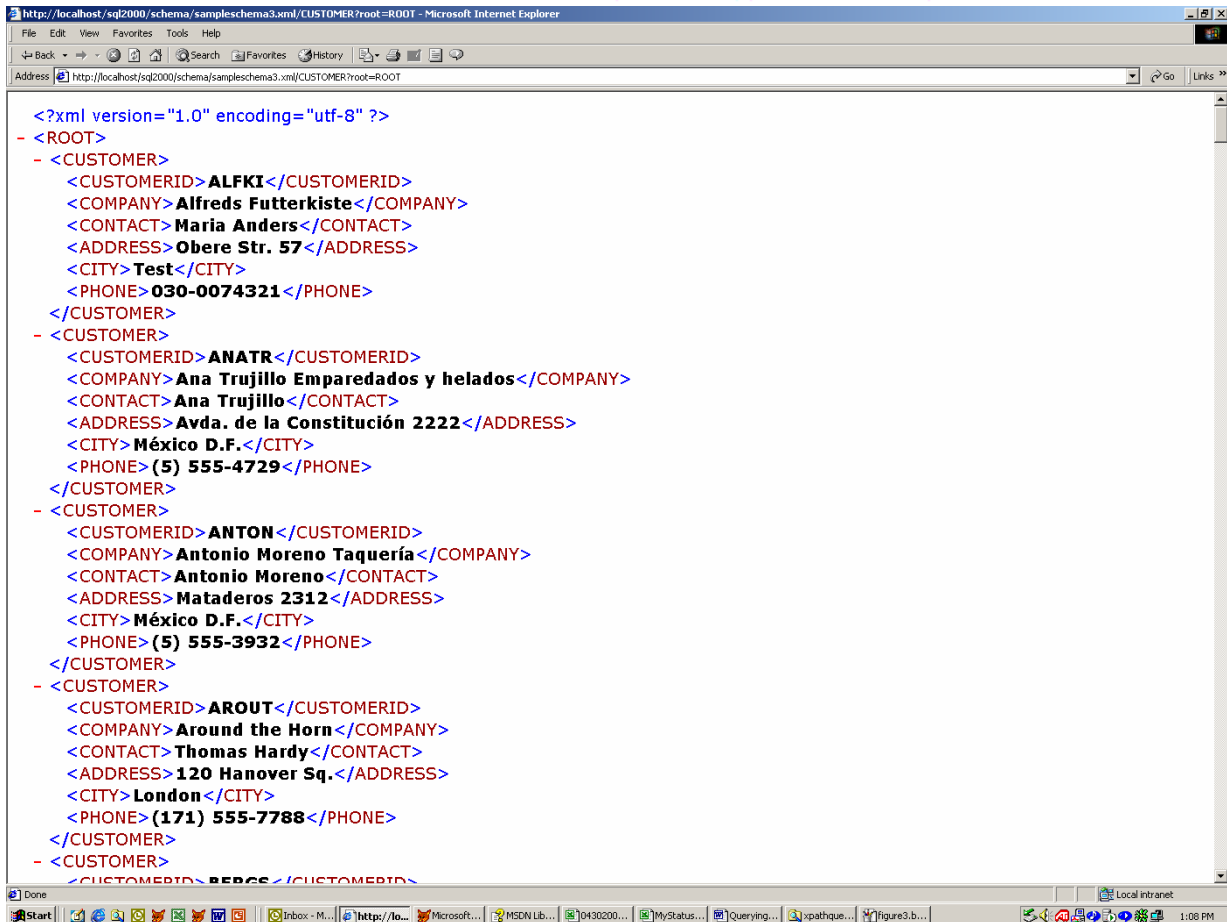 http://localhost/sql2000/schema/sampleschema3.xml/CUSTOMER?root=ROOT - Microsoft Internet Explorer
File Edit View Favorites Tools Help
Back Search Favorites History
Address http://localhost/sql2000/schema/sampleschema3.xml/CUSTOMER?root=ROOT Go Links »
<?xml version="1.0" encoding="utf-8" ?>
- <ROOT>
- <CUSTOMER>
<CUSTOMERID>ALFKI</CUSTOMERID>
<COMPANY>Alfreds Futterkiste</COMPANY>
<CONTACT>Maria Anders</CONTACT>
<ADDRESS>Obere Str. 57</ADDRESS>
<CITY>Test</CITY>
<PHONE>030-0074321</PHONE>
</CUSTOMER>
- <CUSTOMER>
<CUSTOMERID>ANATR</CUSTOMERID>
<COMPANY>Ana Trujillo Emparedados y helados</COMPANY>
<CONTACT>Ana Trujillo</CONTACT>
<ADDRESS>Avda. de la Constitución 2222</ADDRESS>
<CITY>México D.F.</CITY>
<PHONE>(5) 555-4729</PHONE>
</CUSTOMER>
- <CUSTOMER>
<CUSTOMERID>ANTON</CUSTOMERID>
<COMPANY>Antonio Moreno Taquería</COMPANY>
<CONTACT>Antonio Moreno</CONTACT>
<ADDRESS>Mataderos 2312</ADDRESS>
<CITY>México D.F.</CITY>
<PHONE>(5) 555-3932</PHONE>
</CUSTOMER>
- <CUSTOMER>
<CUSTOMERID>AROUT</CUSTOMERID>
<COMPANY>Around the Horn</COMPANY>
<CONTACT>Thomas Hardy</CONTACT>
<ADDRESS>120 Hanover Sq.</ADDRESS>
<CITY>London</CITY>
<PHONE>(171) 555-7788</PHONE>
</CUSTOMER>
- <CUSTOMER>
<CUSTOMERID>BERGS</CUSTOMERID>
Done Local intranet
Start Inbox - M... http://lo... Microsoft... MSDN Lib... 0430200... MyStatus... Querying... xpathque... figure3.b... 1:08 PM